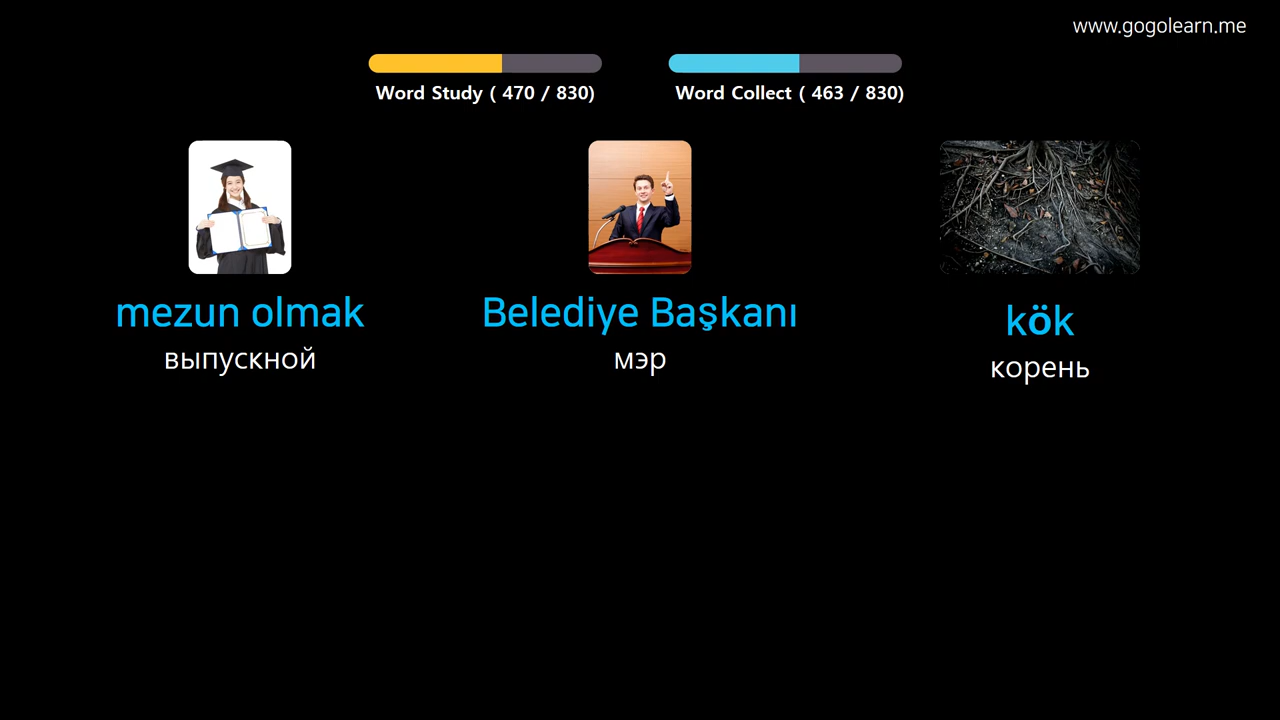 www.gogolearn.me
Word Study ( 470 / 830)
Word Collect ( 463 / 830)
mezun olmak
выпускной
Belediye Başkanı
мэр
kök
корень